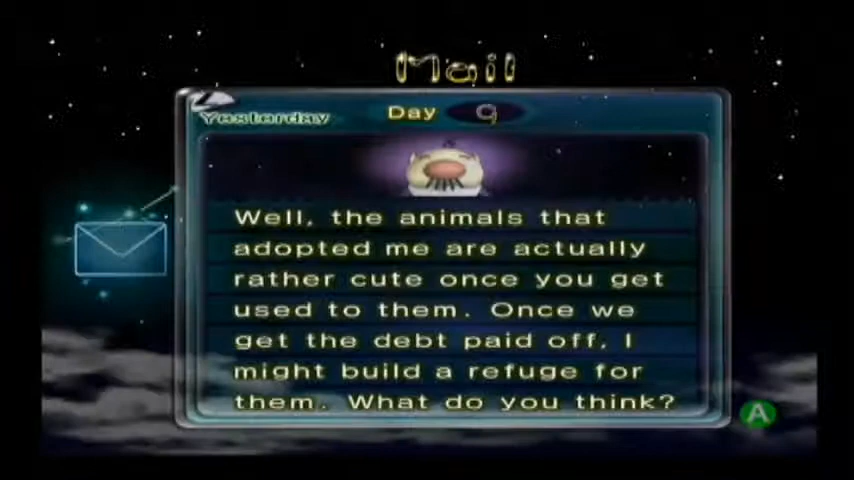 Mail
Yesterday
Day 9
Well, the animals that
adopted me are actually
rather cute once you get
used to them. Once we
get the debt paid off, I
might build a refuge for
them. What do you think?
A